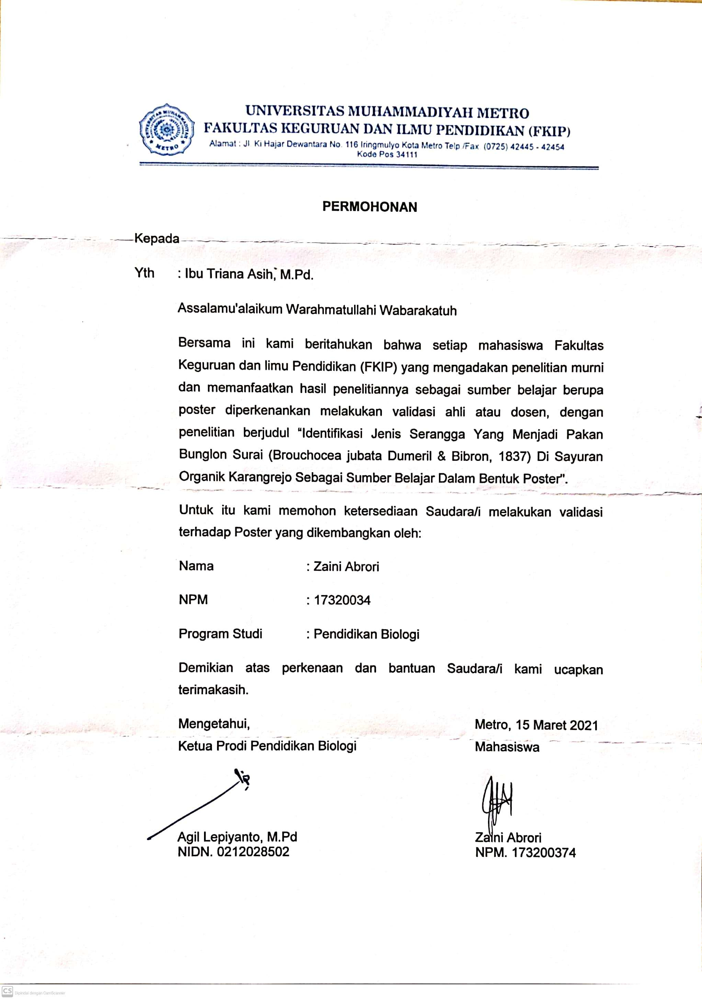 UNIVERSITAS MUHAMMADIYAH METRO
FAKULTAS KEGURUAN DAN ILMU PENDIDIKAN (FKIP)
Alamat : Jl Ki Hajar Dewantara No. 116 Iringmulyo Kota Metro Telp /Fax (0725) 42445 - 42454
Kode Pos 34111
UNIVERSITAS MUHAMMADIYAH
METRO
PERMOHONAN
Kepada
Yth : Ibu Triana Asih, M.Pd.
Assalamu'alaikum Warahmatullahi Wabarakatuh
Bersama ini kami beritahukan bahwa setiap mahasiswa Fakultas
Keguruan dan Iimu Pendidikan (FKIP) yang mengadakan penelitian murni
dan memanfaatkan hasil penelitiannya sebagai sumber belajar berupa
poster diperkenankan melakukan validasi ahli atau dosen, dengan
penelitian berjudul “Identifikasi Jenis Serangga Yang Menjadi Pakan
Bunglon Surai (Brouchocea jubata Dumeril & Bibron, 1837) Di Sayuran
Organik Karangrejo Sebagai Sumber Belajar Dalam Bentuk Poster".
Untuk itu kami memohon ketersediaan Saudara/i melakukan validasi
terhadap Poster yang dikembangkan oleh:
Nama : Zaini Abrori
NPM : 17320034
Program Studi : Pendidikan Biologi
Demikian atas perkenaan dan bantuan Saudara/i kami ucapkan
terimakasih.
Mengetahui,
Ketua Prodi Pendidikan Biologi
Agil Lepiyanto, M.Pd
NIDN. 0212028502
Metro, 15 Maret 2021
Mahasiswa
Zaini Abrori
NPM. 173200374
CS Dipindai dengan CamScanner